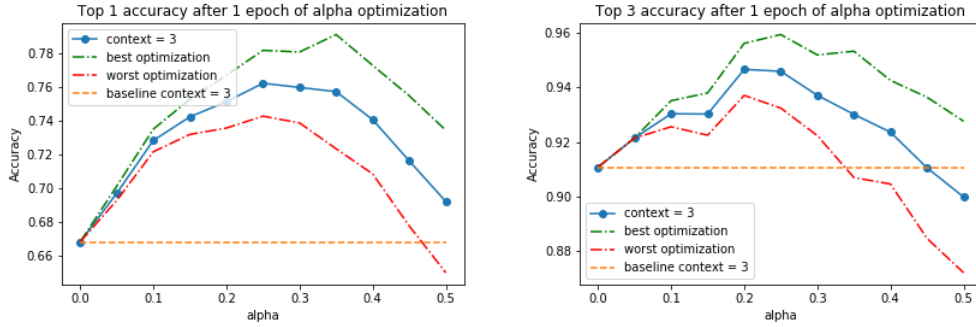 Top 1 accuracy after 1 epoch of alpha optimization
Accuracy
0.78
0.76
0.74
0.72
0.70
0.68
0.66
context = 3
best optimization
worst optimization
baseline context = 3
0.0 0.1 0.2 0.3 0.4 0.5
alpha
Top 3 accuracy after 1 epoch of alpha optimization
Accuracy
0.96
0.94
0.92
0.90
0.88
context = 3
best optimization
worst optimization
baseline context = 3
0.0 0.1 0.2 0.3 0.4 0.5
alpha